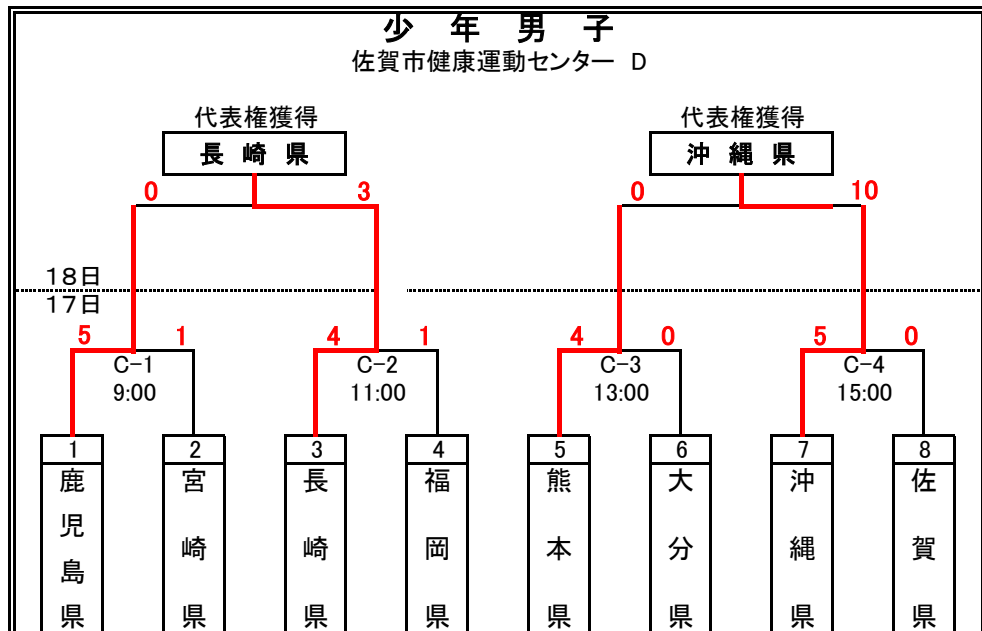 少年男子
佐賀市健康運動センター D
代表権獲得 代表権獲得
長崎県 沖縄県
0 3 0 10
18日
17日
5 1 4 1 4 0 5 0
C-1 C-2 C-3 C-4
9:00 11:00 13:00 15:00
1 2 3 4 5 6 7 8
鹿児島県
宮崎県
長崎県
福岡県
熊本県
大分県
沖縄県
佐賀県